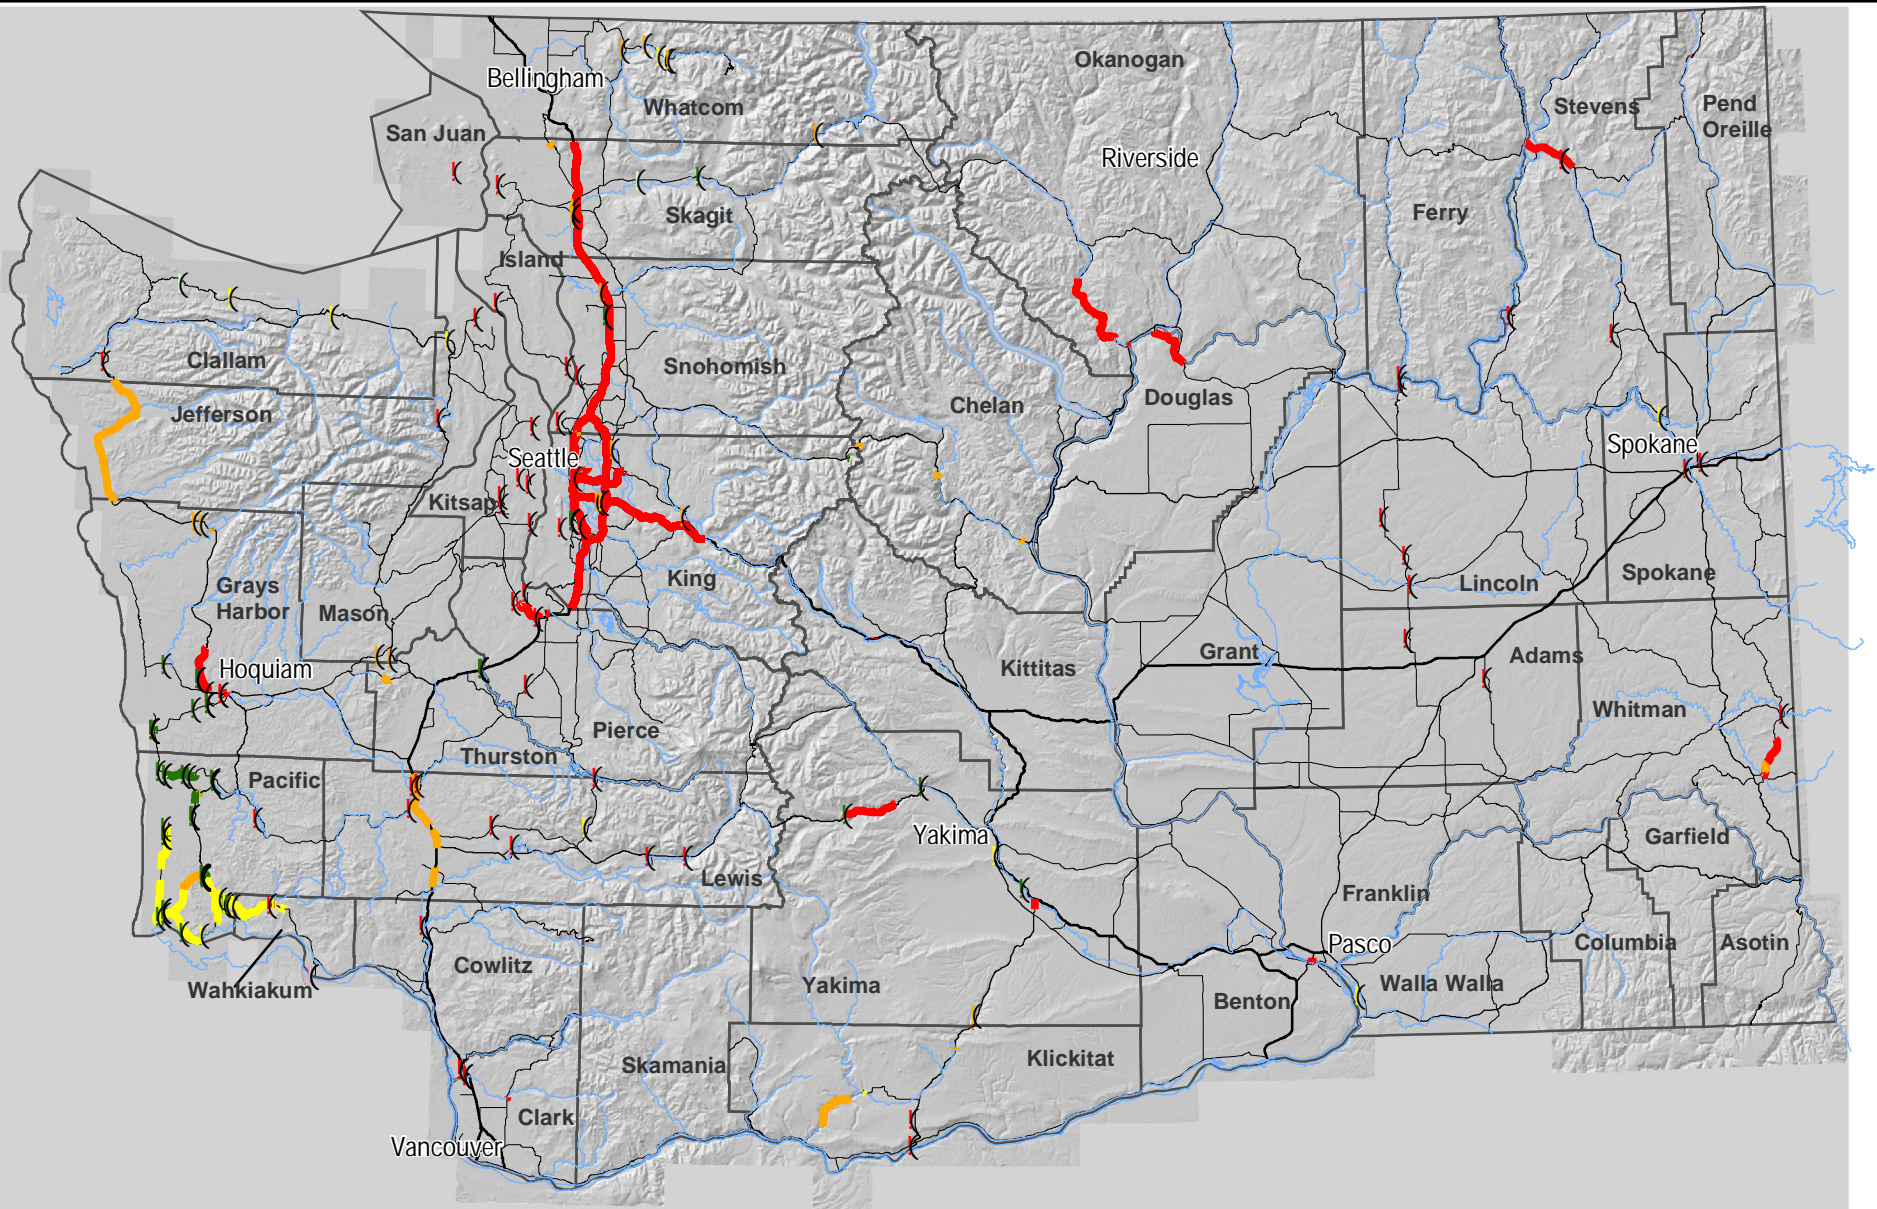 Okanogan
Bellingham
Whatcom
Stevens
Pend
Oreille
San Juan
Riverside
Skagit
Ferry
Island
Clallam
Snohomish
Jefferson
Chelan
Douglas
Seattle
Spokane
Kitsap
Grays
Harbor
Mason
King
Lincoln
Spokane
Hoquiam
Kittitas
Grant
Adams
Pierce
Whitman
Thurston
Pacific
Yakima
Garfield
Lewis
Franklin
Cowlitz
Pasco
Columbia
Asotin
Wahkiakum
Yakima
Benton
Walla Walla
Skamania
Klickitat
Clark
Vancouver